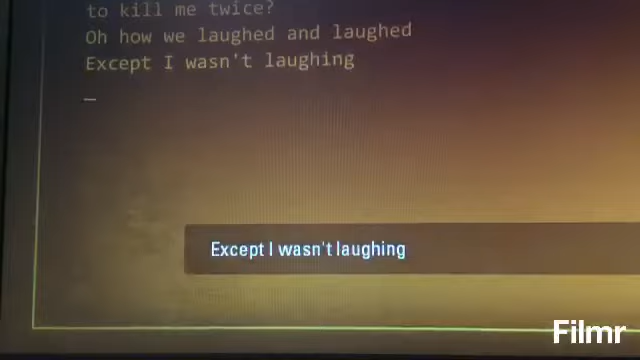 to kill me twice?
Oh how we laughed and laughed
Except I wasn't laughing
_
Except I wasn't laughing
Filmr